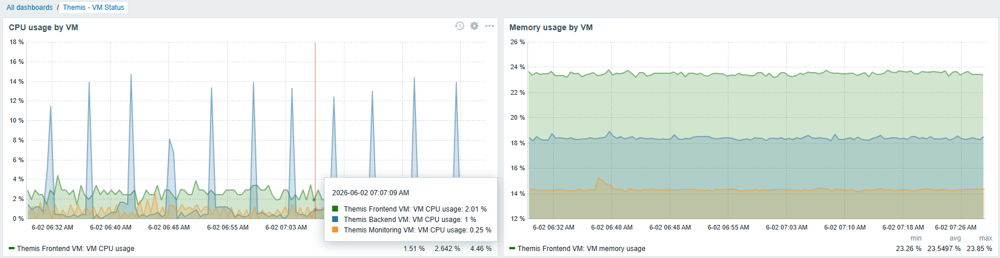 All dashboards / Themis - VM Status
CPU usage by VM
18 %
16 %
14 %
12 %
10 %
8 %
6 %
4 %
2 %
0 %
6-02 06:32 AM 6-02 06:40 AM 6-02 06:48 AM 6-02 06:55 AM 6-02 07:03 AM
2026-06-02 07:07:09 AM
Themis Frontend VM: VM CPU usage: 2.01 %
Themis Backend VM: VM CPU usage: 1 %
Themis Monitoring VM: VM CPU usage: 0.25 %
Themis Frontend VM: VM CPU usage 1.51 % 2.642 % 4.46 %
Memory usage by VM
26 %
24 %
22 %
20 %
18 %
16 %
14 %
12 %
6-02 06:32 AM 6-02 06:40 AM 6-02 06:48 AM 6-02 06:55 AM 6-02 07:03 AM 6-02 07:10 AM 6-02 07:18 AM 6-02 07:26 AM
min avg max
Themis Frontend VM: VM memory usage 23.26 % 23.5497 % 23.85 %